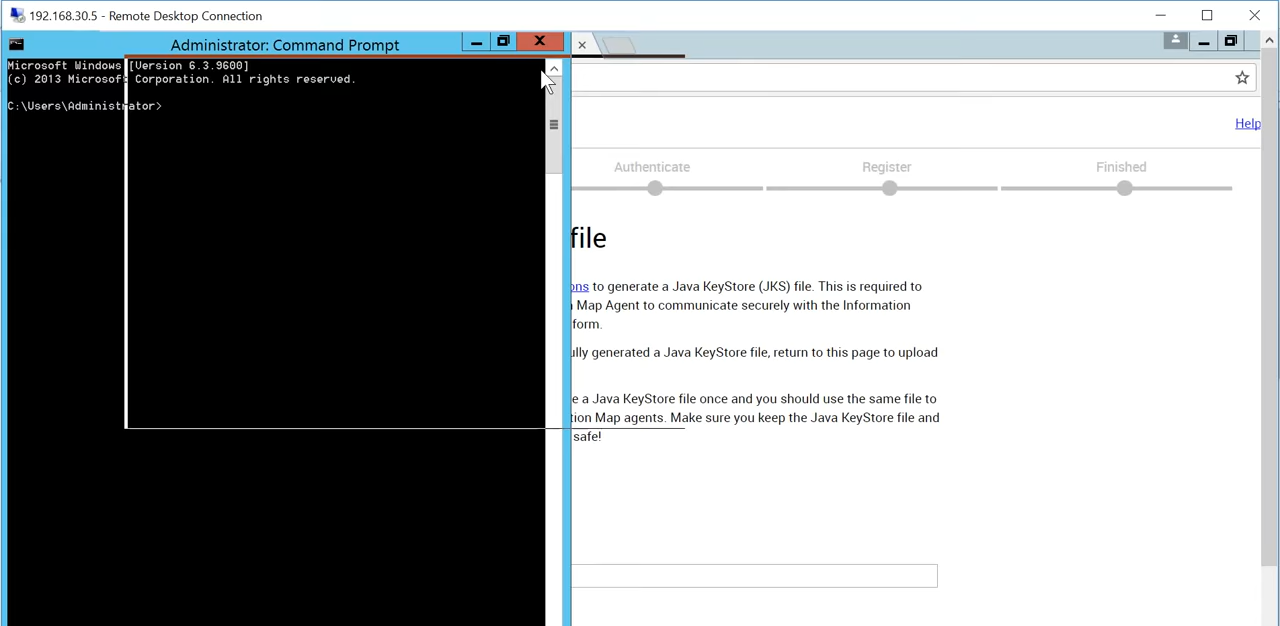 192.168.30.5 - Remote Desktop Connection
Administrator: Command Prompt
Microsoft Windows [Version 6.3.9600]
(c) 2013 Microsoft Corporation. All rights reserved.
C:\Users\Administrator>
Help
Authenticate Register Finished
file
ons to generate a Java KeyStore (JKS) file. This is required to
Map Agent to communicate securely with the Information
form.
ully generated a Java KeyStore file, return to this page to upload
e a Java KeyStore file once and you should use the same file to
tion Map agents. Make sure you keep the Java KeyStore file and
safe!